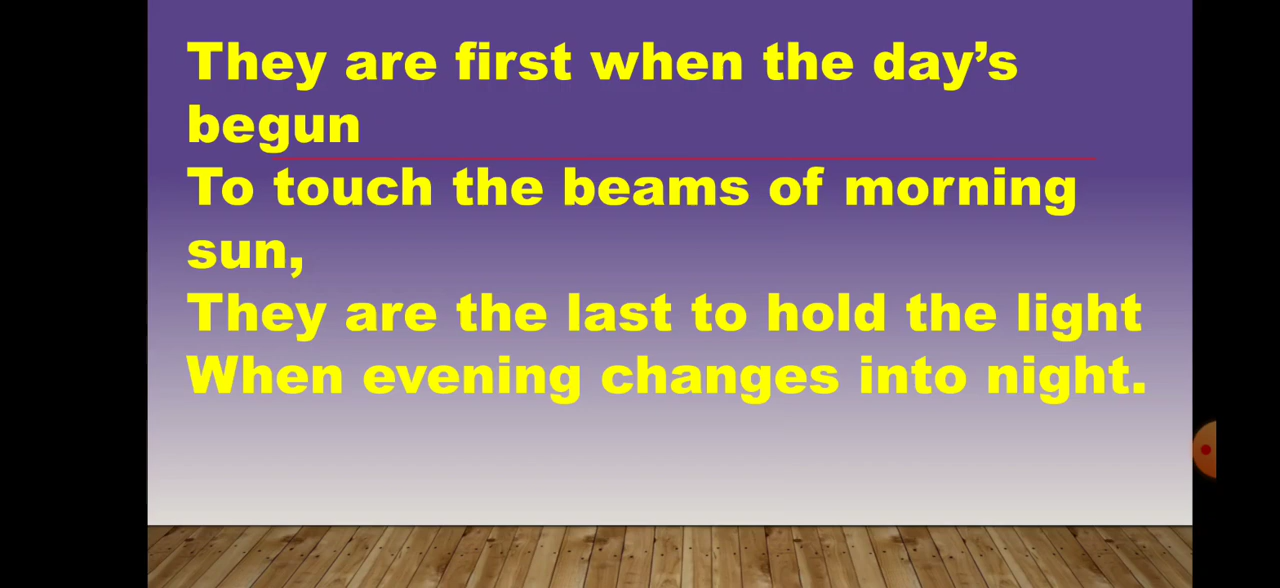 They are first when the day’s
begun
To touch the beams of morning
sun,
They are the last to hold the light
When evening changes into night.